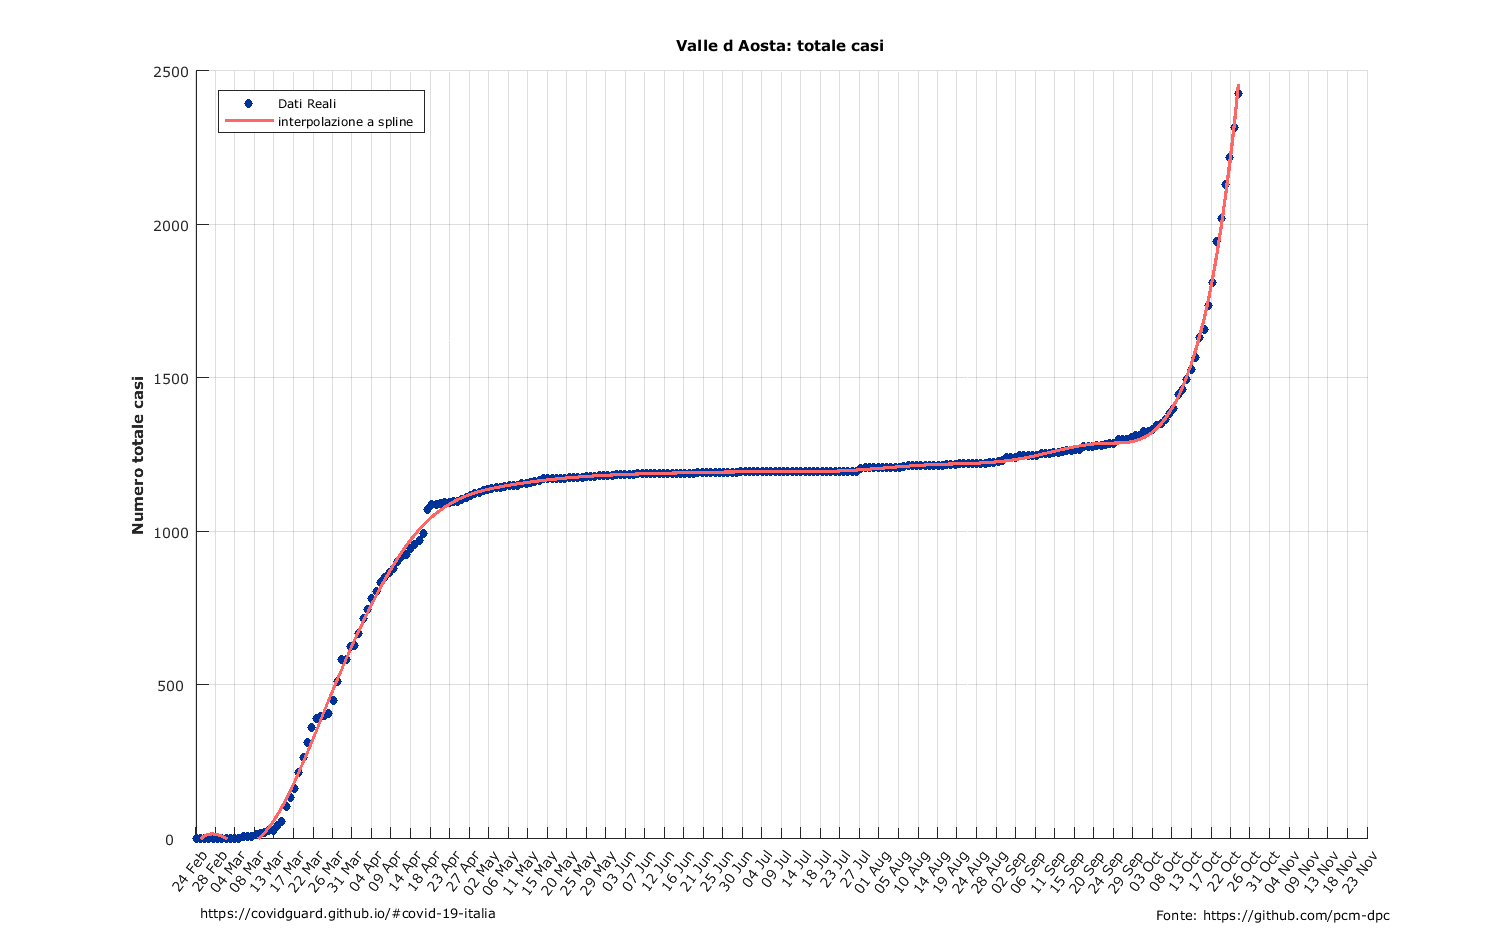 Valle d Aosta: totale casi
2500
2000
1500
1000
500
0
Numero totale casi
Dati Reali
interpolazione a spline
24 Feb
28 Feb
04 Mar
08 Mar
13 Mar
17 Mar
22 Mar
26 Mar
31 Mar
04 Apr
09 Apr
14 Apr
18 Apr
23 Apr
27 Apr
02 May
06 May
11 May
15 May
20 May
25 May
29 May
03 Jun
07 Jun
12 Jun
16 Jun
21 Jun
25 Jun
30 Jun
04 Jul
09 Jul
14 Jul
18 Jul
23 Jul
27 Jul
01 Aug
05 Aug
10 Aug
14 Aug
19 Aug
24 Aug
28 Aug
02 Sep
06 Sep
11 Sep
15 Sep
20 Sep
24 Sep
29 Sep
03 Oct
08 Oct
13 Oct
17 Oct
22 Oct
26 Oct
31 Oct
04 Nov
09 Nov
13 Nov
18 Nov
23 Nov
https://covidguard.github.io/#covid-19-italia
Fonte: https://github.com/pcm-dpc